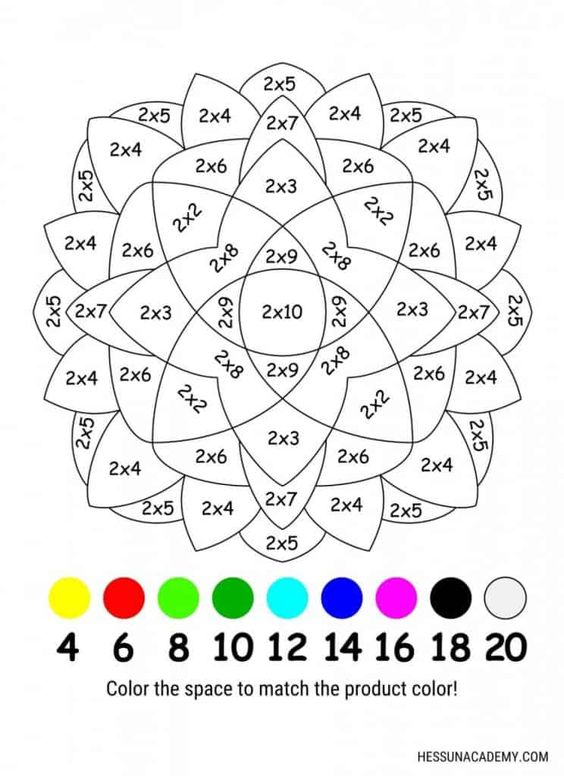 2x5
2x5 2x4 2x7 2x4 2x5
2x4 2x4
2x6 2x6
2x5 2x3 2x5
2x2 2x2
2x4 2x6 2x8 2x9 2x8 2x6 2x4
2x5 2x7 2x3 2x9 2x10 2x9 2x3 2x7 2x5
2x4 2x6 2x8 2x9 2x8 2x6 2x4
2x2 2x2
2x5 2x3 2x5
2x6 2x6
2x4 2x4
2x5 2x4 2x7 2x4 2x5
2x5
4 6 8 10 12 14 16 18 20
Color the space to match the product color!
HESSUNACADEMY.COM